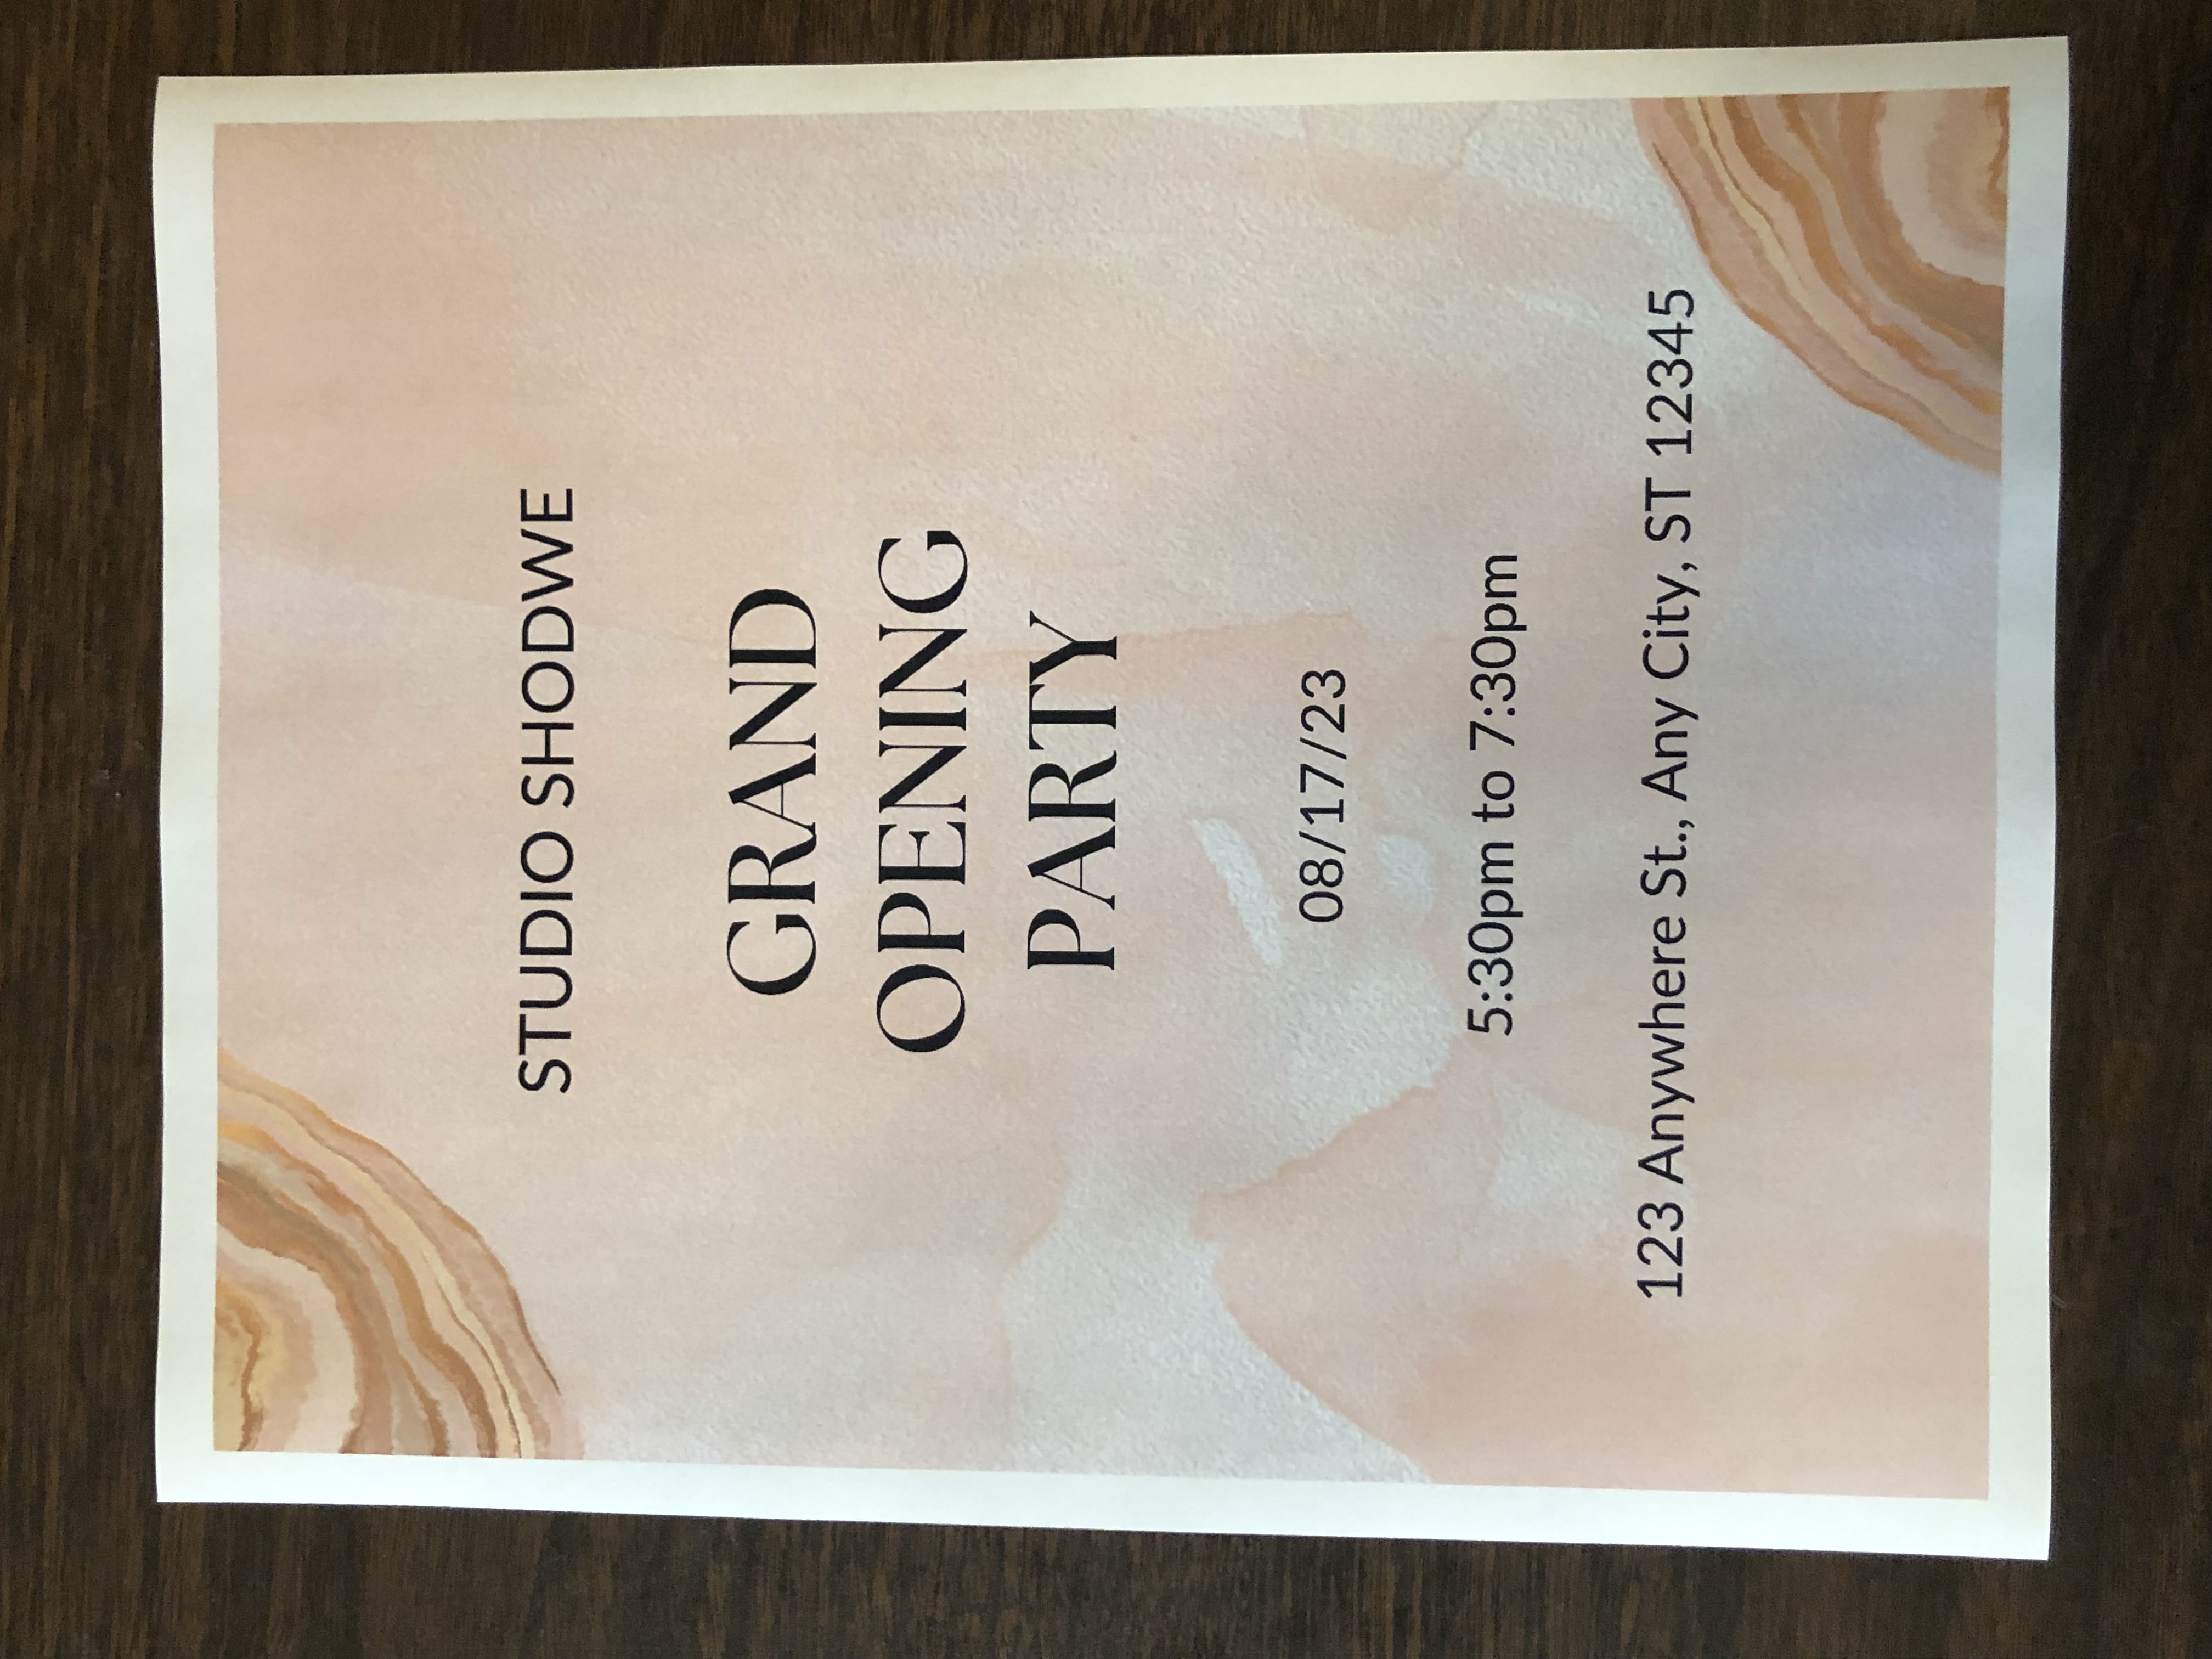 STUDIO SHODWE
GRAND
OPENING
PARTY
08/17/23
5:30pm to 7:30pm
123 Anywhere St., Any City, ST 12345